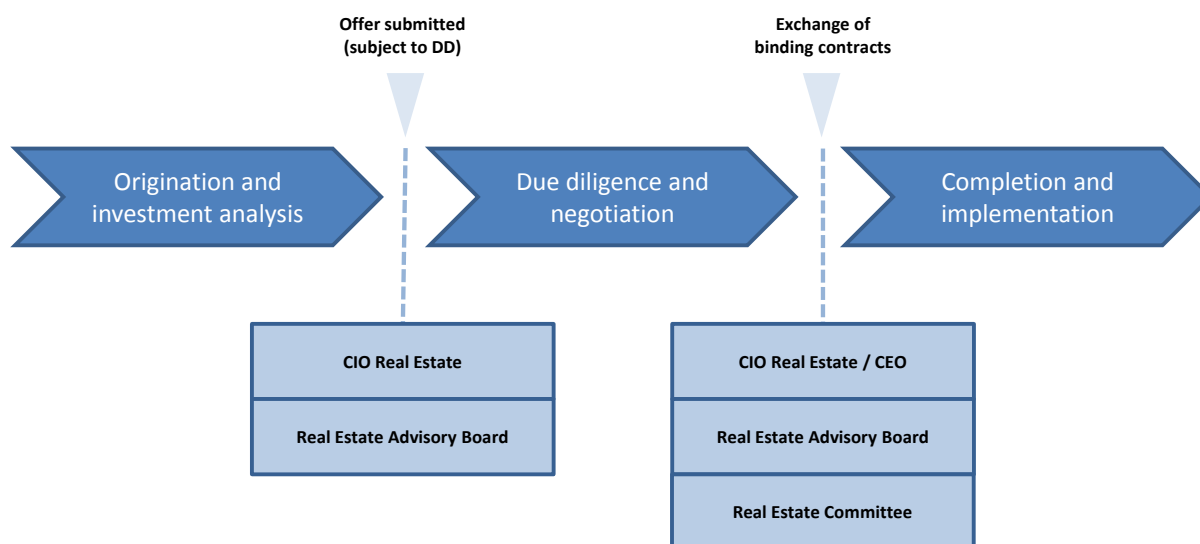 Offer submitted
(subject to DD)
Exchange of
binding contracts
Origination and
investment analysis
Due diligence and
negotiation
Completion and
implementation
CIO Real Estate
Real Estate Advisory Board
CIO Real Estate / CEO
Real Estate Advisory Board
Real Estate Committee